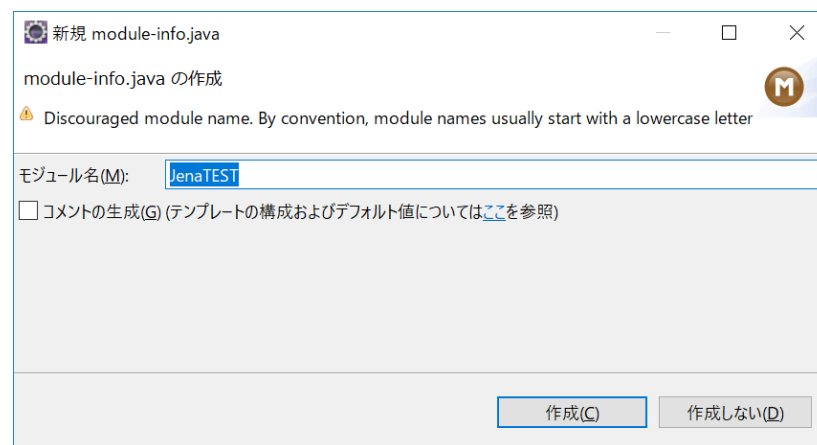 新規 module-info.java
module-info.java の作成
M
Discouraged module name. By convention, module names usually start with a lowercase letter
モジュール名(M): JenaTEST
コメントの生成(G) (テンプレートの構成およびデフォルト値についてはここを参照)
作成(C) 作成しない(D)